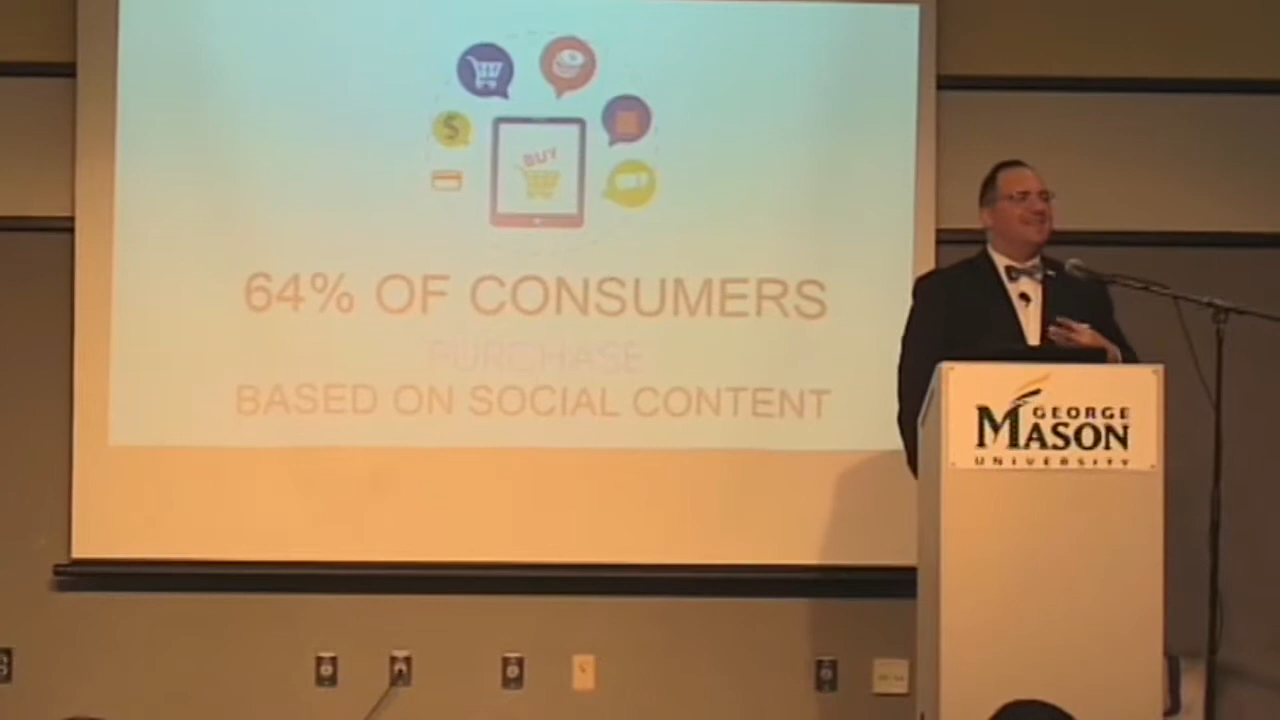 $
BUY
64% OF CONSUMERS
PURCHASE
BASED ON SOCIAL CONTENT
GEORGE
MASON
UNIVERSITY